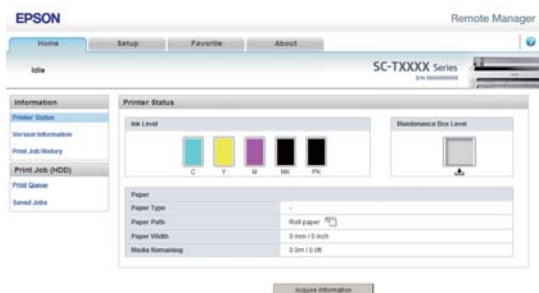 EPSON
Remote Manager
Home Setup Favorite About
Idle
SC-TXXXX Series
Information
Printer Status
Version Information
Print Job History
Print Job (HDD)
Print Queue
Saved Jobs
Printer Status
Ink Level
Maintenance Box Level
C Y M MK PK
Paper
Paper Type -
Paper Path Roll paper
Paper Width 0 mm / 0 inch
Media Remaining 0.0m / 0.0ft
Acquire Information